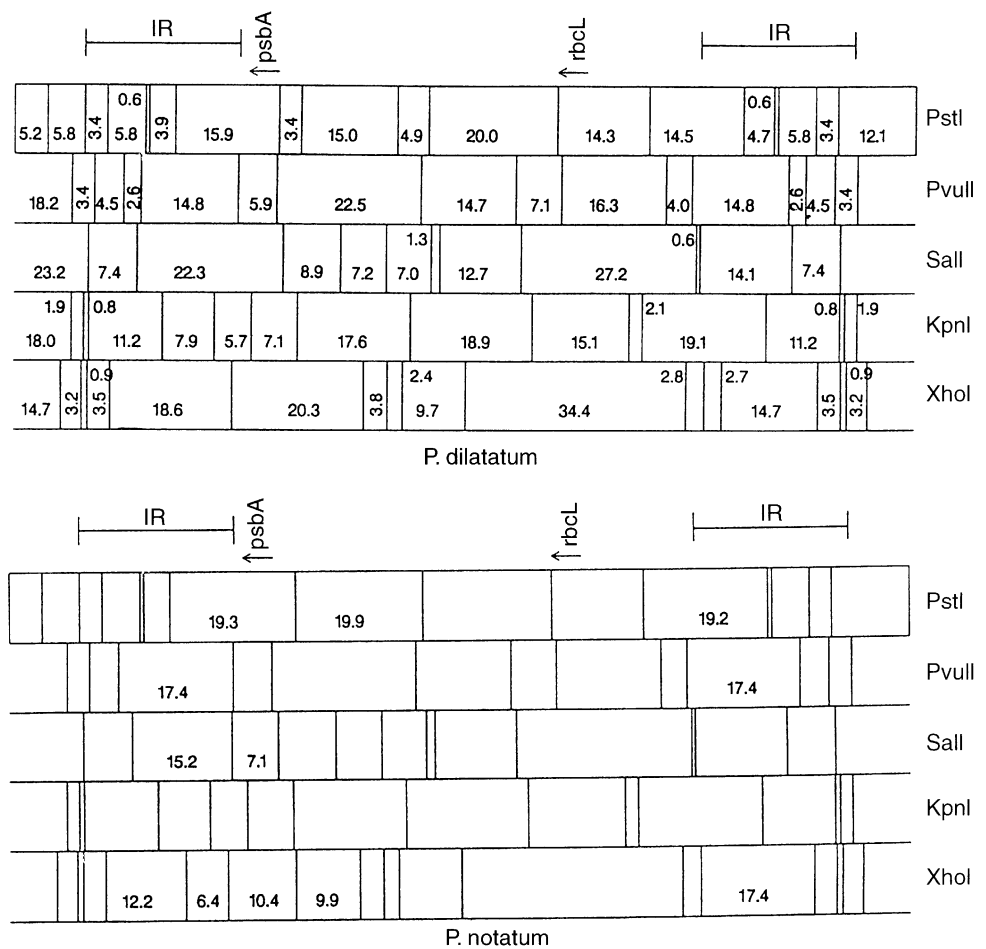 IR psbA rbcL IR
0.6 0.6
5.2 5.8 3.4 5.8 3.9 15.9 3.4 15.0 4.9 20.0 14.3 14.5 4.7 5.8 3.4 12.1 PstI
18.2 3.4 4.5 2.6 14.8 5.9 22.5 14.7 7.1 16.3 4.0 14.8 2.6 4.5 3.4 PvuII
1.3 0.6
23.2 7.4 22.3 8.9 7.2 7.0 12.7 27.2 14.1 7.4 SalI
1.9 0.8 2.1 0.8 1.9
18.0 11.2 7.9 5.7 7.1 17.6 18.9 15.1 19.1 11.2 KpnI
0.9 2.4 2.8 2.7 0.9
14.7 3.2 3.5 18.6 20.3 3.8 9.7 34.4 14.7 3.5 3.2 XhoI
P. dilatatum
IR psbA rbcL IR
19.3 19.9 19.2 PstI
17.4 17.4 PvuII
15.2 7.1 SalI
KpnI
12.2 6.4 10.4 9.9 17.4 XhoI
P. notatum